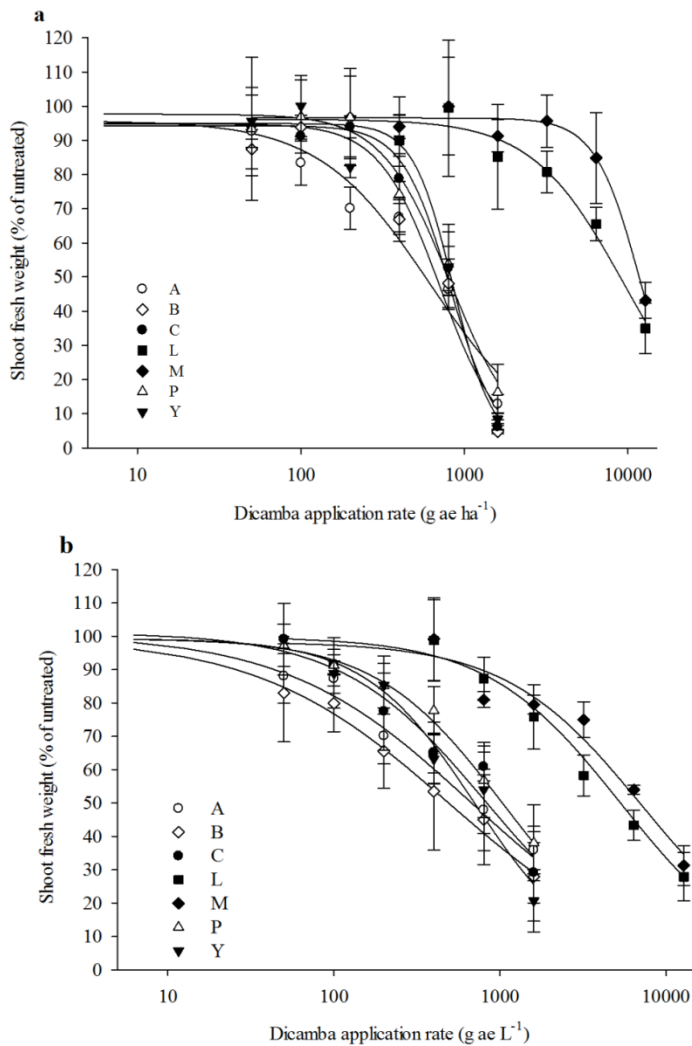 a
120
110
100
90
80
70
60
50
40
30
20
10
0
Shoot fresh weight (% of untreated)
A
B
C
L
M
P
Y
10 100 1000 10000
Dicamba application rate (g ae ha⁻¹)
b
120
110
100
90
80
70
60
50
40
30
20
10
0
Shoot fresh weight (% of untreated)
A
B
C
L
M
P
Y
10 100 1000 10000
Dicamba application rate (g ae L⁻¹)